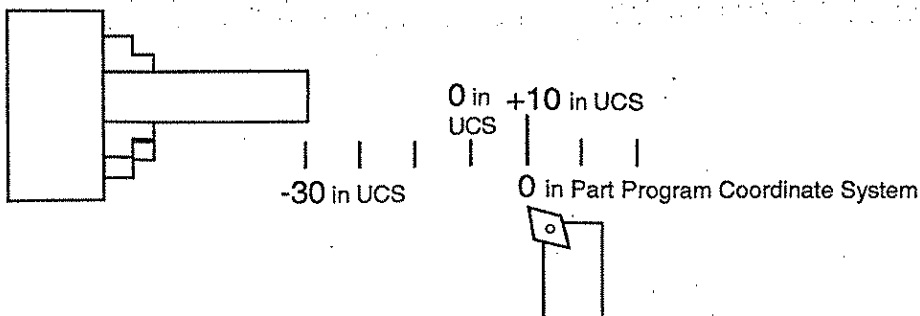 0 in
UCS
+10 in UCS
-30 in UCS
0 in Part Program Coordinate System